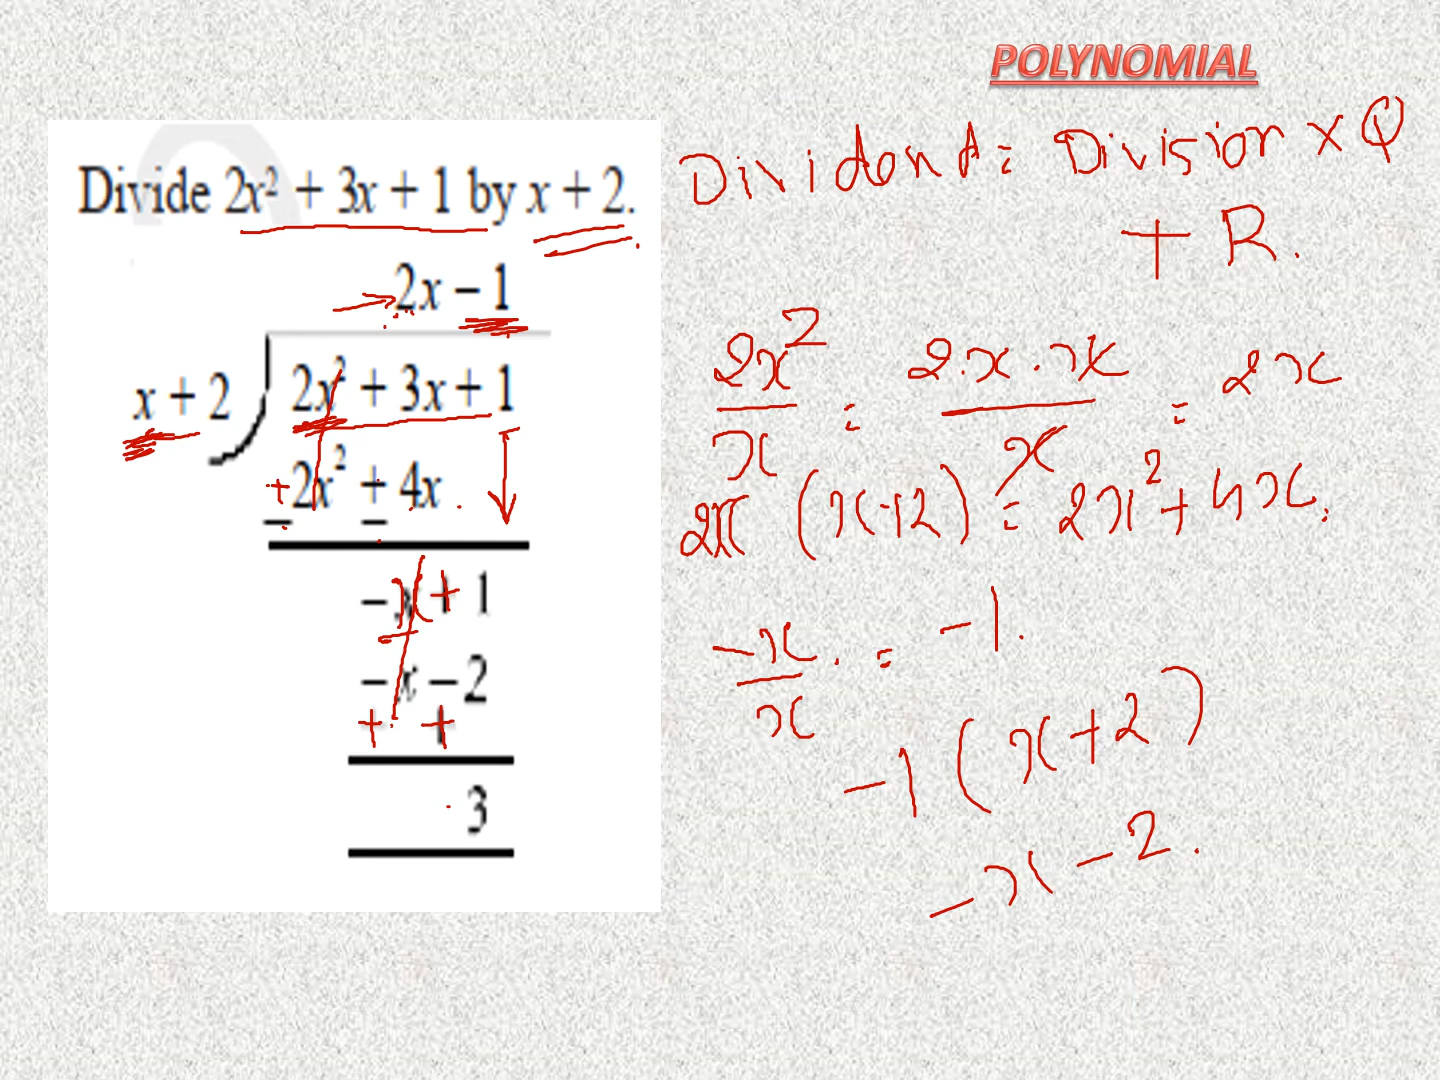 POLYNOMIAL
Divide 2x² + 3x + 1 by x + 2.
2x – 1
x + 2
2x² + 3x + 1
+ 2x² + 4x
– –
– x + 1
– x – 2
+ +
3
Dividend = Division × Q
+ R.
2x²/x = 2.x.x/x = 2x
2x (x+2) = 2x² + 4x.
-x/x = -1.
-1 (x+2)
-x - 2.